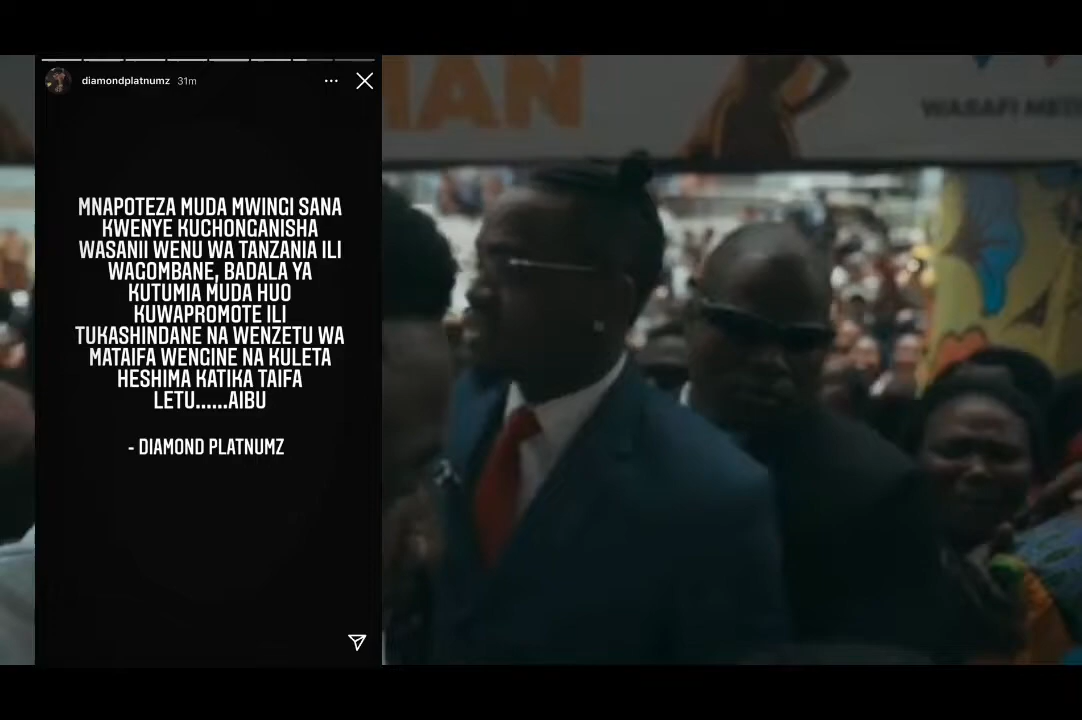 diamondplatnumz 31m
MNAPOTEZA MUDA MWINGI SANA
KWENYE KUCHONGANISHA
WASANII WENU WA TANZANIA ILI
WAGOMBANE, BADALA YA
KUTUMIA MUDA HUO
KUWAPROMOTE ILI
TUKASHINDANE NA WENZETU WA
MATAIFA WENGINE NA KULETA
HESHIMA KATIKA TAIFA
LETU......AIBU
- DIAMOND PLATNUMZ
WASAFI